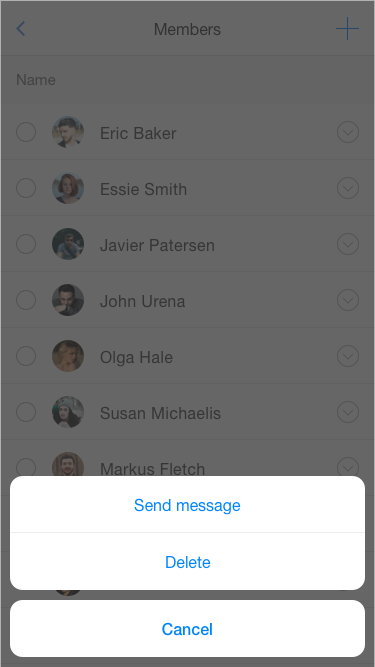 Members
Name
Eric Baker
Essie Smith
Javier Patersen
John Urena
Olga Hale
Susan Michaelis
Markus Fletch
Send message
Delete
Cancel